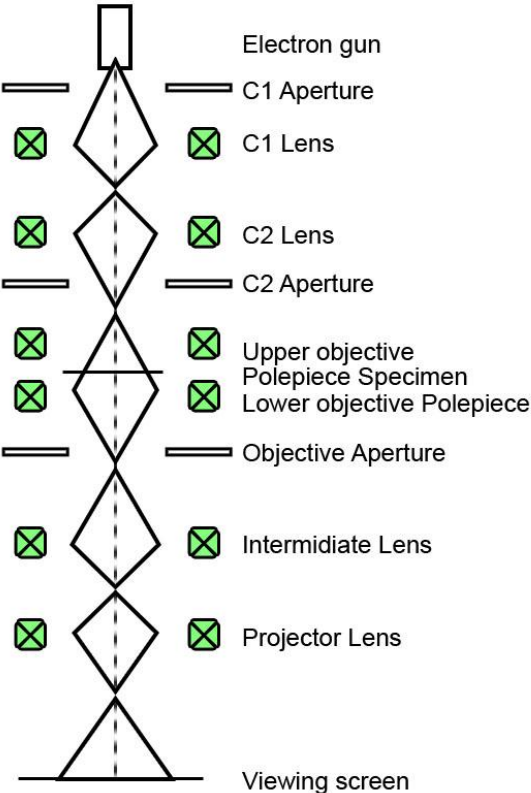 Electron gun
C1 Aperture
C1 Lens
C2 Lens
C2 Aperture
Upper objective
Polepiece Specimen
Lower objective Polepiece
Objective Aperture
Intermidiate Lens
Projector Lens
Viewing screen